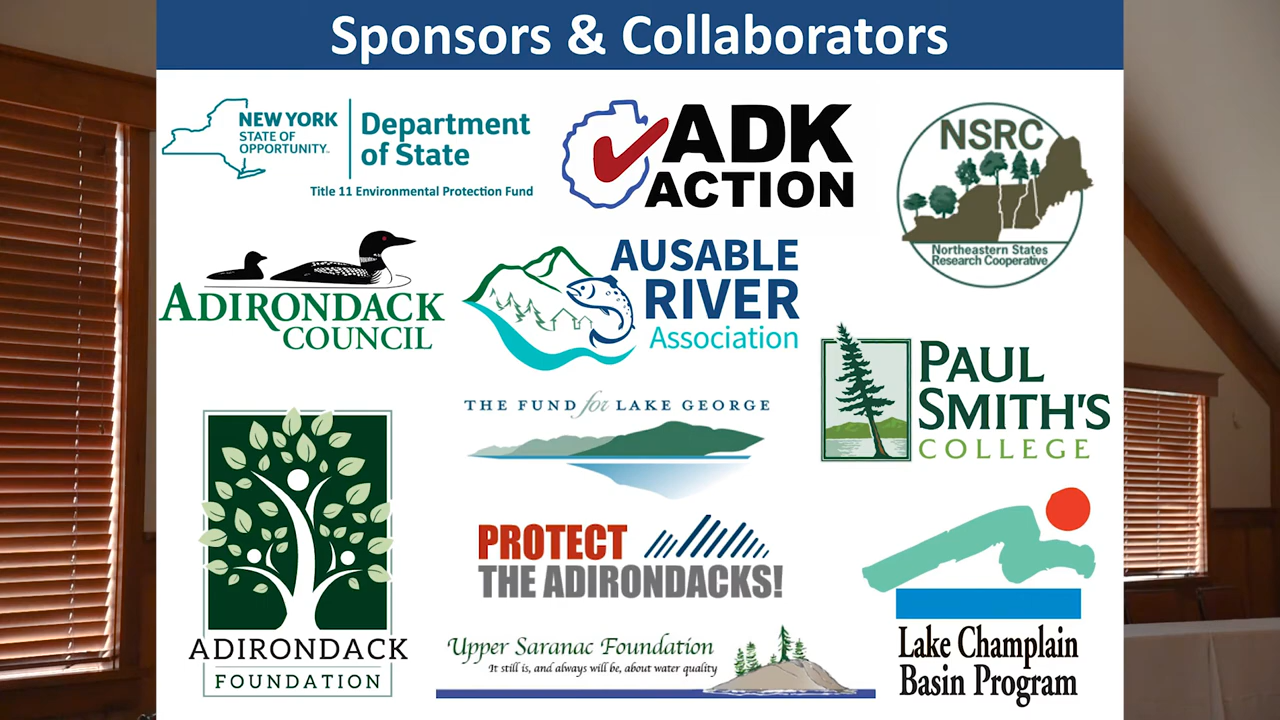 Sponsors & Collaborators
NEW YORK
STATE OF
OPPORTUNITY.
Department
of State
Title 11 Environmental Protection Fund
ADK
ACTION
NSRC
Northeastern States
Research Cooperative
ADIRONDACK
COUNCIL
AUSABLE
RIVER
Association
PAUL
SMITH'S
COLLEGE
THE FUND for LAKE GEORGE
ADIRONDACK
FOUNDATION
PROTECT
THE ADIRONDACKS!
Upper Saranac Foundation
It still is, and always will be, about water quality
Lake Champlain
Basin Program